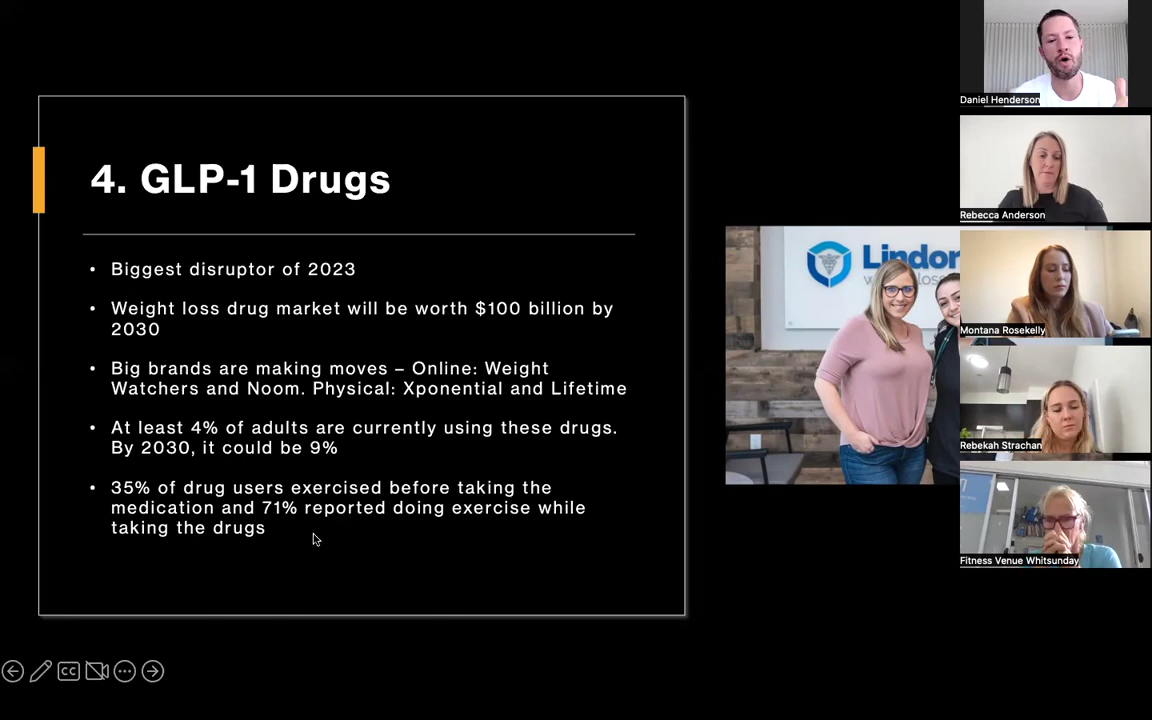 4. GLP-1 Drugs
• Biggest disruptor of 2023
• Weight loss drug market will be worth $100 billion by
2030
• Big brands are making moves – Online: Weight
Watchers and Noom. Physical: Xponential and Lifetime
• At least 4% of adults are currently using these drugs.
By 2030, it could be 9%
• 35% of drug users exercised before taking the
medication and 71% reported doing exercise while
taking the drugs
Daniel Henderson
Rebecca Anderson
Montana Rosekelly
Rebekah Strachan
Fitness Venue Whitsunday
CC